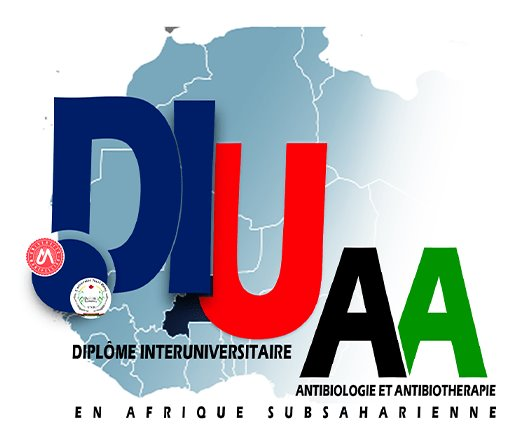 DIU
AA
DIPLÔME INTERUNIVERSITAIRE
ANTIBIOLOGIE ET ANTIBIOTHERAPIE
EN AFRIQUE SUBSAHARIENNE